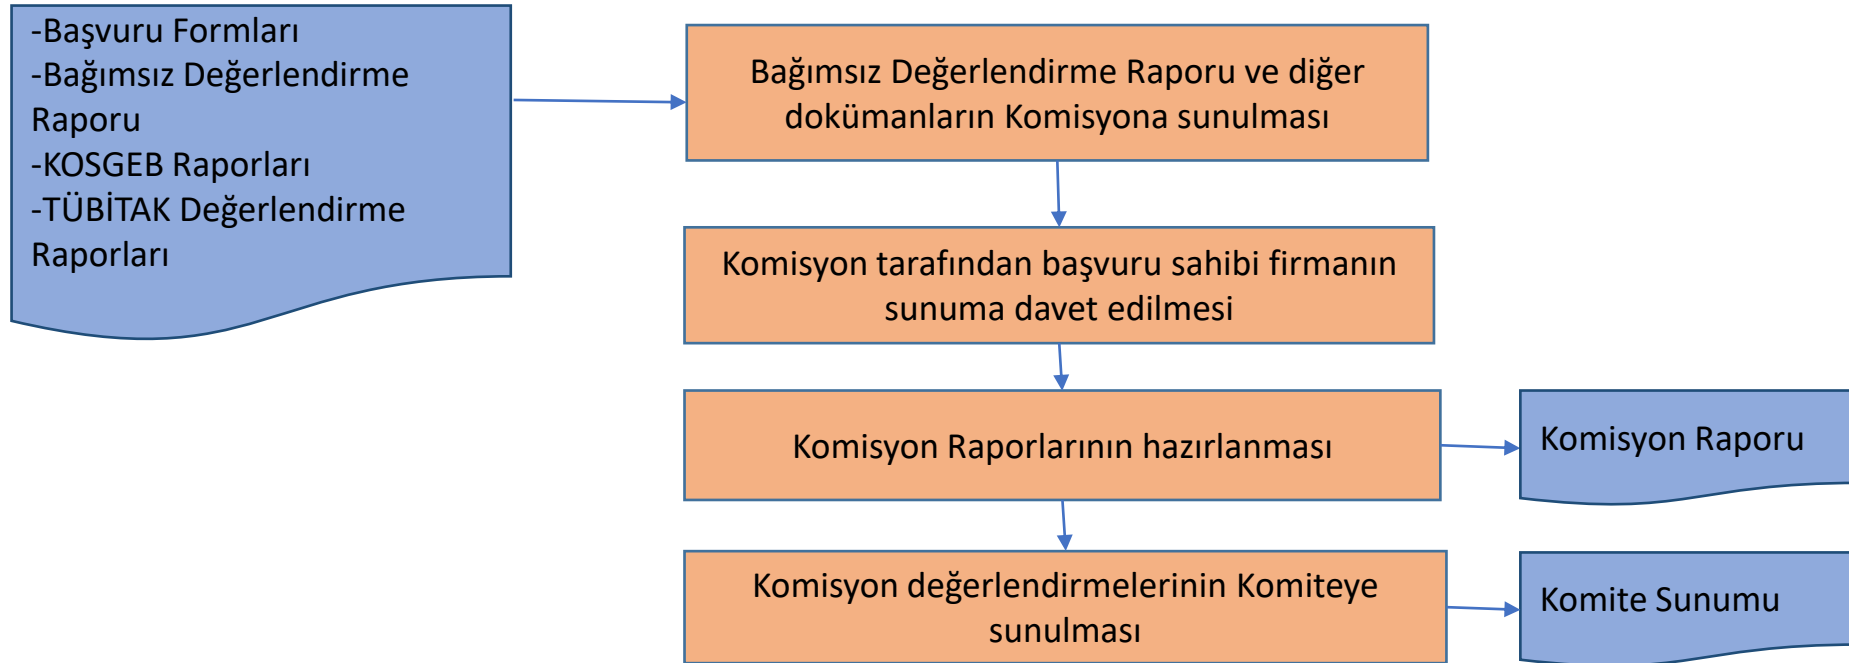 -Başvuru Formları
-Bağımsız Değerlendirme
Raporu
-KOSGEB Raporları
-TÜBİTAK Değerlendirme
Raporları
Bağımsız Değerlendirme Raporu ve diğer
dokümanların Komisyona sunulması
Komisyon tarafından başvuru sahibi firmanın
sunuma davet edilmesi
Komisyon Raporlarının hazırlanması
Komisyon Raporu
Komisyon değerlendirmelerinin Komiteye
sunulması
Komite Sunumu